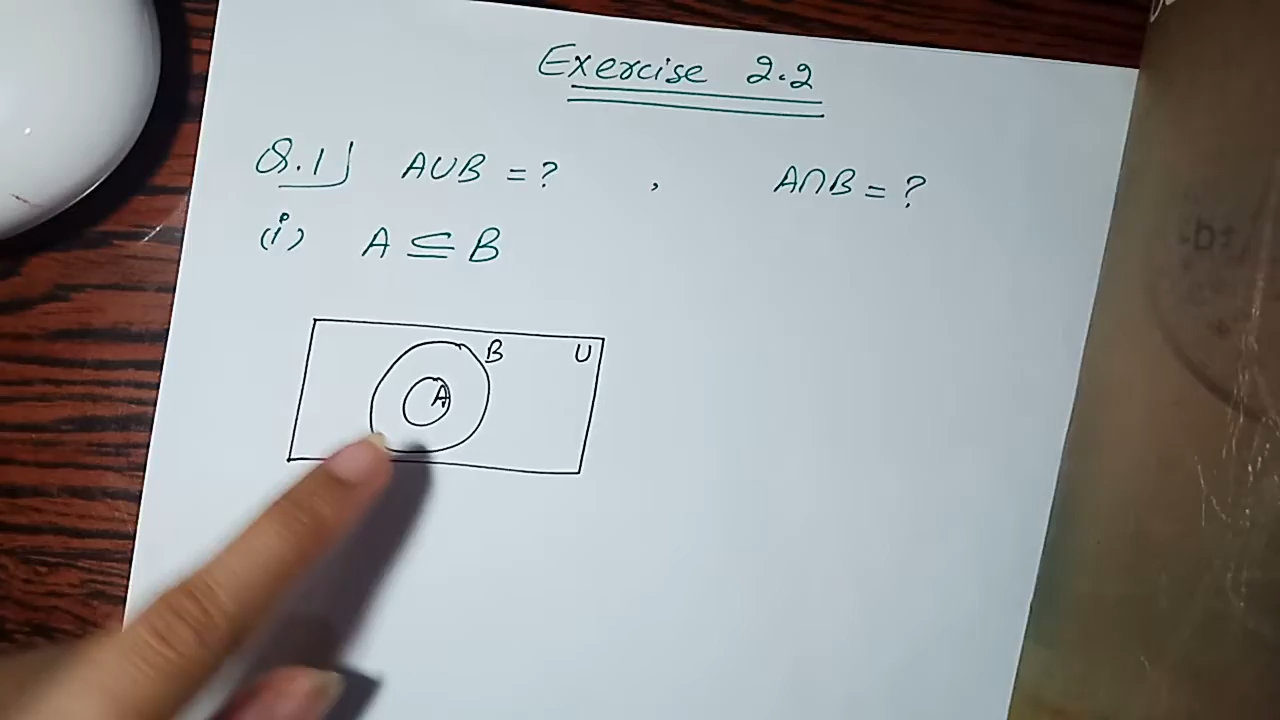 Exercise 2.2
Q.1) A∪B = ? , A∩B = ?
(i) A ⊆ B
B U
A